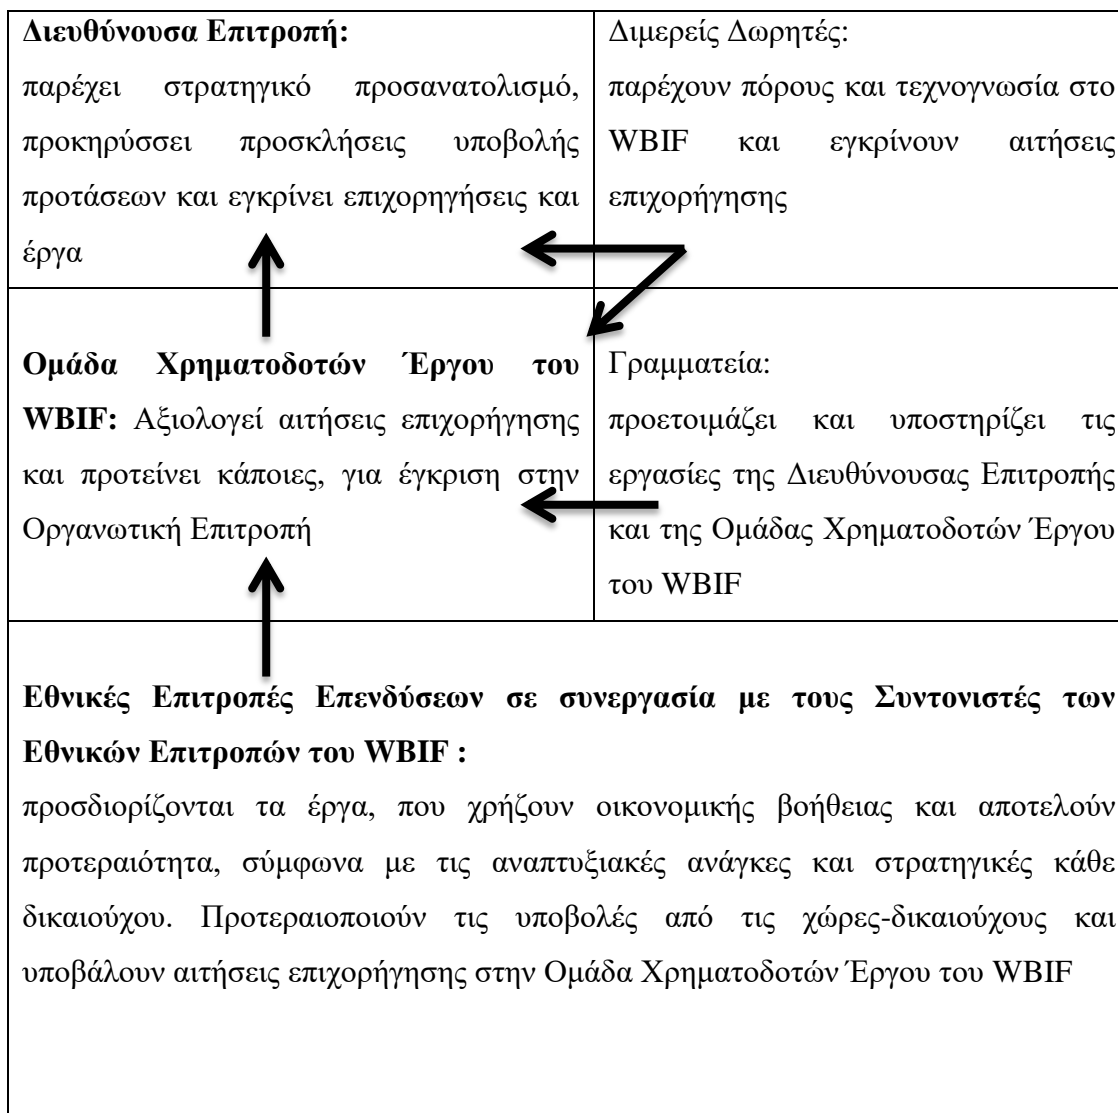 Διευθύνουσα Επιτροπή:
παρέχει στρατηγικό προσανατολισμό,
προκηρύσσει προσκλήσεις υποβολής
προτάσεων και εγκρίνει επιχορηγήσεις και
έργα
Διμερείς Δωρητές:
παρέχουν πόρους και τεχνογνωσία στο
WBIF και εγκρίνουν αιτήσεις
επιχορήγησης
Ομάδα Χρηματοδοτών Έργου του
WBIF: Αξιολογεί αιτήσεις επιχορήγησης
και προτείνει κάποιες, για έγκριση στην
Οργανωτική Επιτροπή
Γραμματεία:
προετοιμάζει και υποστηρίζει τις
εργασίες της Διευθύνουσας Επιτροπής
και της Ομάδας Χρηματοδοτών Έργου
του WBIF
Εθνικές Επιτροπές Επενδύσεων σε συνεργασία με τους Συντονιστές των
Εθνικών Επιτροπών του WBIF :
προσδιορίζονται τα έργα, που χρήζουν οικονομικής βοήθειας και αποτελούν
προτεραιότητα, σύμφωνα με τις αναπτυξιακές ανάγκες και στρατηγικές κάθε
δικαιούχου. Προτεραιοποιούν τις υποβολές από τις χώρες-δικαιούχους και
υποβάλουν αιτήσεις επιχορήγησης στην Ομάδα Χρηματοδοτών Έργου του WBIF